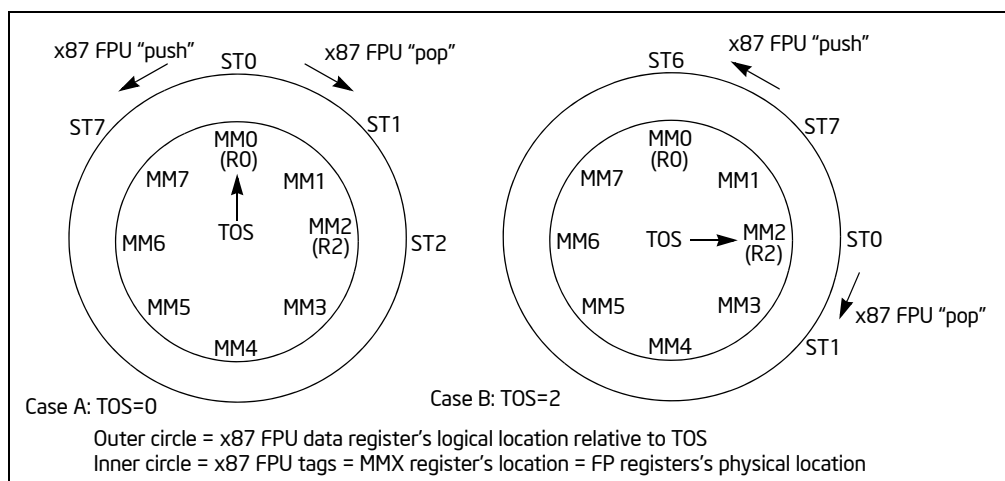 x87 FPU “push”
ST0
x87 FPU “pop”
ST7
ST1
MM0
(R0)
MM7
MM1
MM6
TOS
MM2
(R2)
ST2
MM5
MM3
MM4
Case A: TOS=0
x87 FPU “push”
ST6
ST7
MM0
(R0)
MM7
MM1
MM6
TOS
MM2
(R2)
ST0
MM5
MM3
x87 FPU “pop”
MM4
ST1
Case B: TOS=2
Outer circle = x87 FPU data register’s logical location relative to TOS
Inner circle = x87 FPU tags = MMX register’s location = FP registers’s physical location